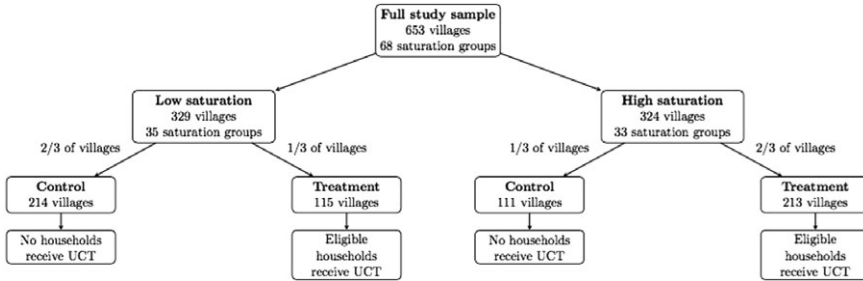 Full study sample
653 villages
68 saturation groups
Low saturation
329 villages
35 saturation groups
High saturation
324 villages
33 saturation groups
2/3 of villages
1/3 of villages
1/3 of villages
2/3 of villages
Control
214 villages
Treatment
115 villages
Control
111 villages
Treatment
213 villages
No households
receive UCT
Eligible
households
receive UCT
No households
receive UCT
Eligible
households
receive UCT